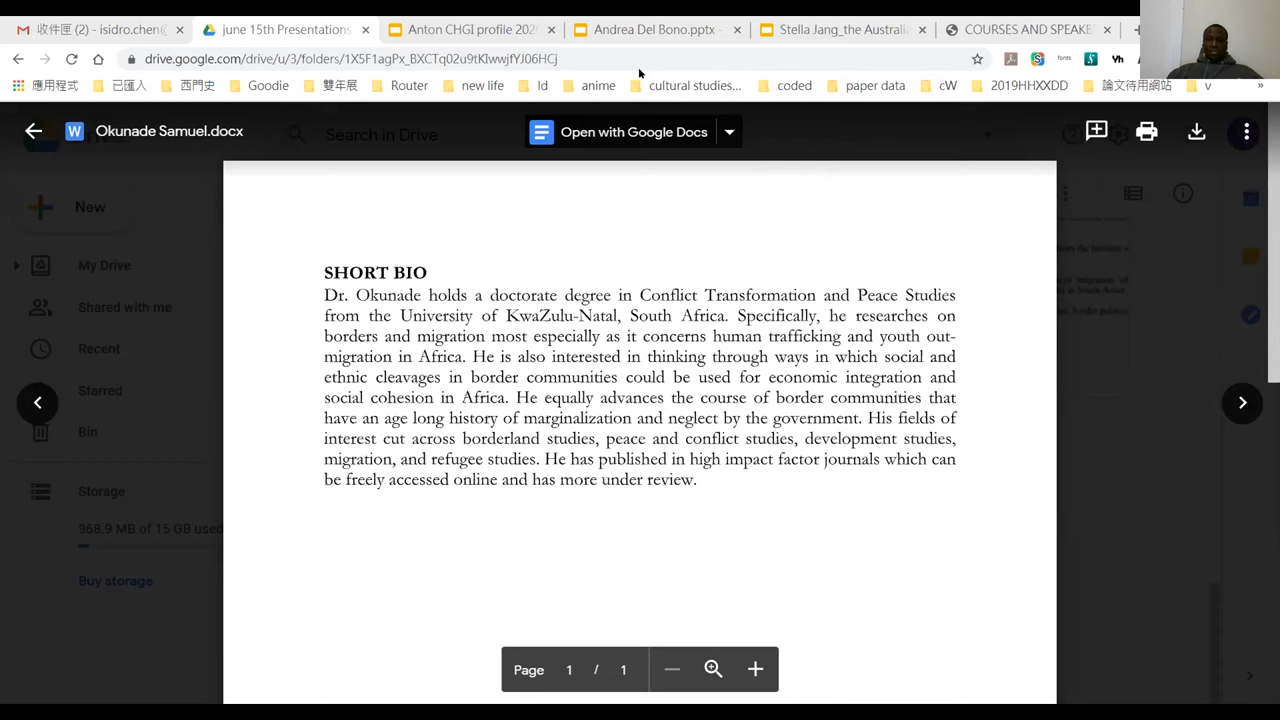 收件匣 (2) - isidro.chen@
june 15th Presentations
Anton CHGI profile 2020
Andrea Del Bono.pptx -
Stella Jang_the Australi
COURSES AND SPEAKE
drive.google.com/drive/u/3/folders/1X5F1agPx_BXCTq02u9tKlwwjfYJ06HCj
應用程式
已匯入
西門史
Goodie
雙年展
Router
new life
ld
anime
cultural studies...
coded
paper data
cW
2019HHXXDD
論文待用網站
v
»
W
Okunade Samuel.docx
Search in Drive
Open with Google Docs
New
My Drive
Shared with me
Recent
Starred
Bin
Storage
968.9 MB of 15 GB used
Buy storage
SHORT BIO
Dr. Okunade holds a doctorate degree in Conflict Transformation and Peace Studies
from the University of KwaZulu-Natal, South Africa. Specifically, he researches on
borders and migration most especially as it concerns human trafficking and youth out-
migration in Africa. He is also interested in thinking through ways in which social and
ethnic cleavages in border communities could be used for economic integration and
social cohesion in Africa. He equally advances the course of border communities that
have an age long history of marginalization and neglect by the government. His fields of
interest cut across borderland studies, peace and conflict studies, development studies,
migration, and refugee studies. He has published in high impact factor journals which can
be freely accessed online and has more under review.
Page 1 / 1